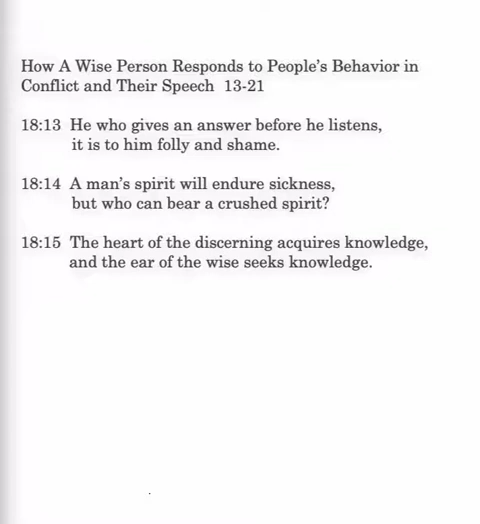 How A Wise Person Responds to People's Behavior in
Conflict and Their Speech 13-21
18:13 He who gives an answer before he listens,
it is to him folly and shame.
18:14 A man's spirit will endure sickness,
but who can bear a crushed spirit?
18:15 The heart of the discerning acquires knowledge,
and the ear of the wise seeks knowledge.